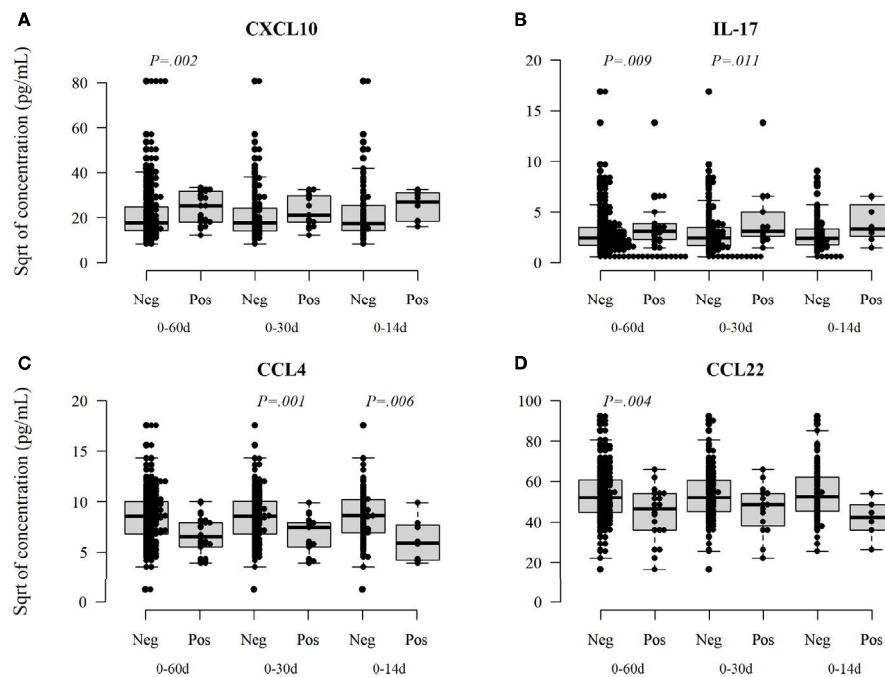 A
CXCL10
P=.002
Sqrt of concentration (pg/mL)
80
60
40
20
0
Neg Pos Neg Pos Neg Pos
0-60d 0-30d 0-14d
B
IL-17
P=.009 P=.011
20
15
10
5
0
Neg Pos Neg Pos Neg Pos
0-60d 0-30d 0-14d
C
CCL4
P=.001 P=.006
Sqrt of concentration (pg/mL)
20
15
10
5
0
Neg Pos Neg Pos Neg Pos
0-60d 0-30d 0-14d
D
CCL22
P=.004
100
80
60
40
20
0
Neg Pos Neg Pos Neg Pos
0-60d 0-30d 0-14d